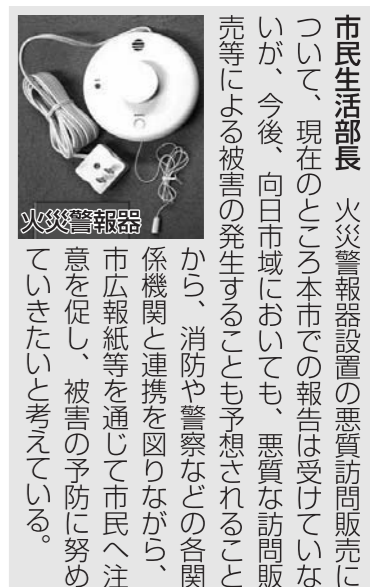 市民生活部長　火災警報器設置の悪質訪問販売に
ついて、現在のところ本市での報告は受けていな
いが、今後、向日市域においても、悪質な訪問販
売等による被害の発生することも予想されること
から、消防や警察などの各関
係機関と連携を図りながら、
市広報紙等を通じて市民へ注
意を促し、被害の予防に努め
ていきたいと考えている。
火災警報器